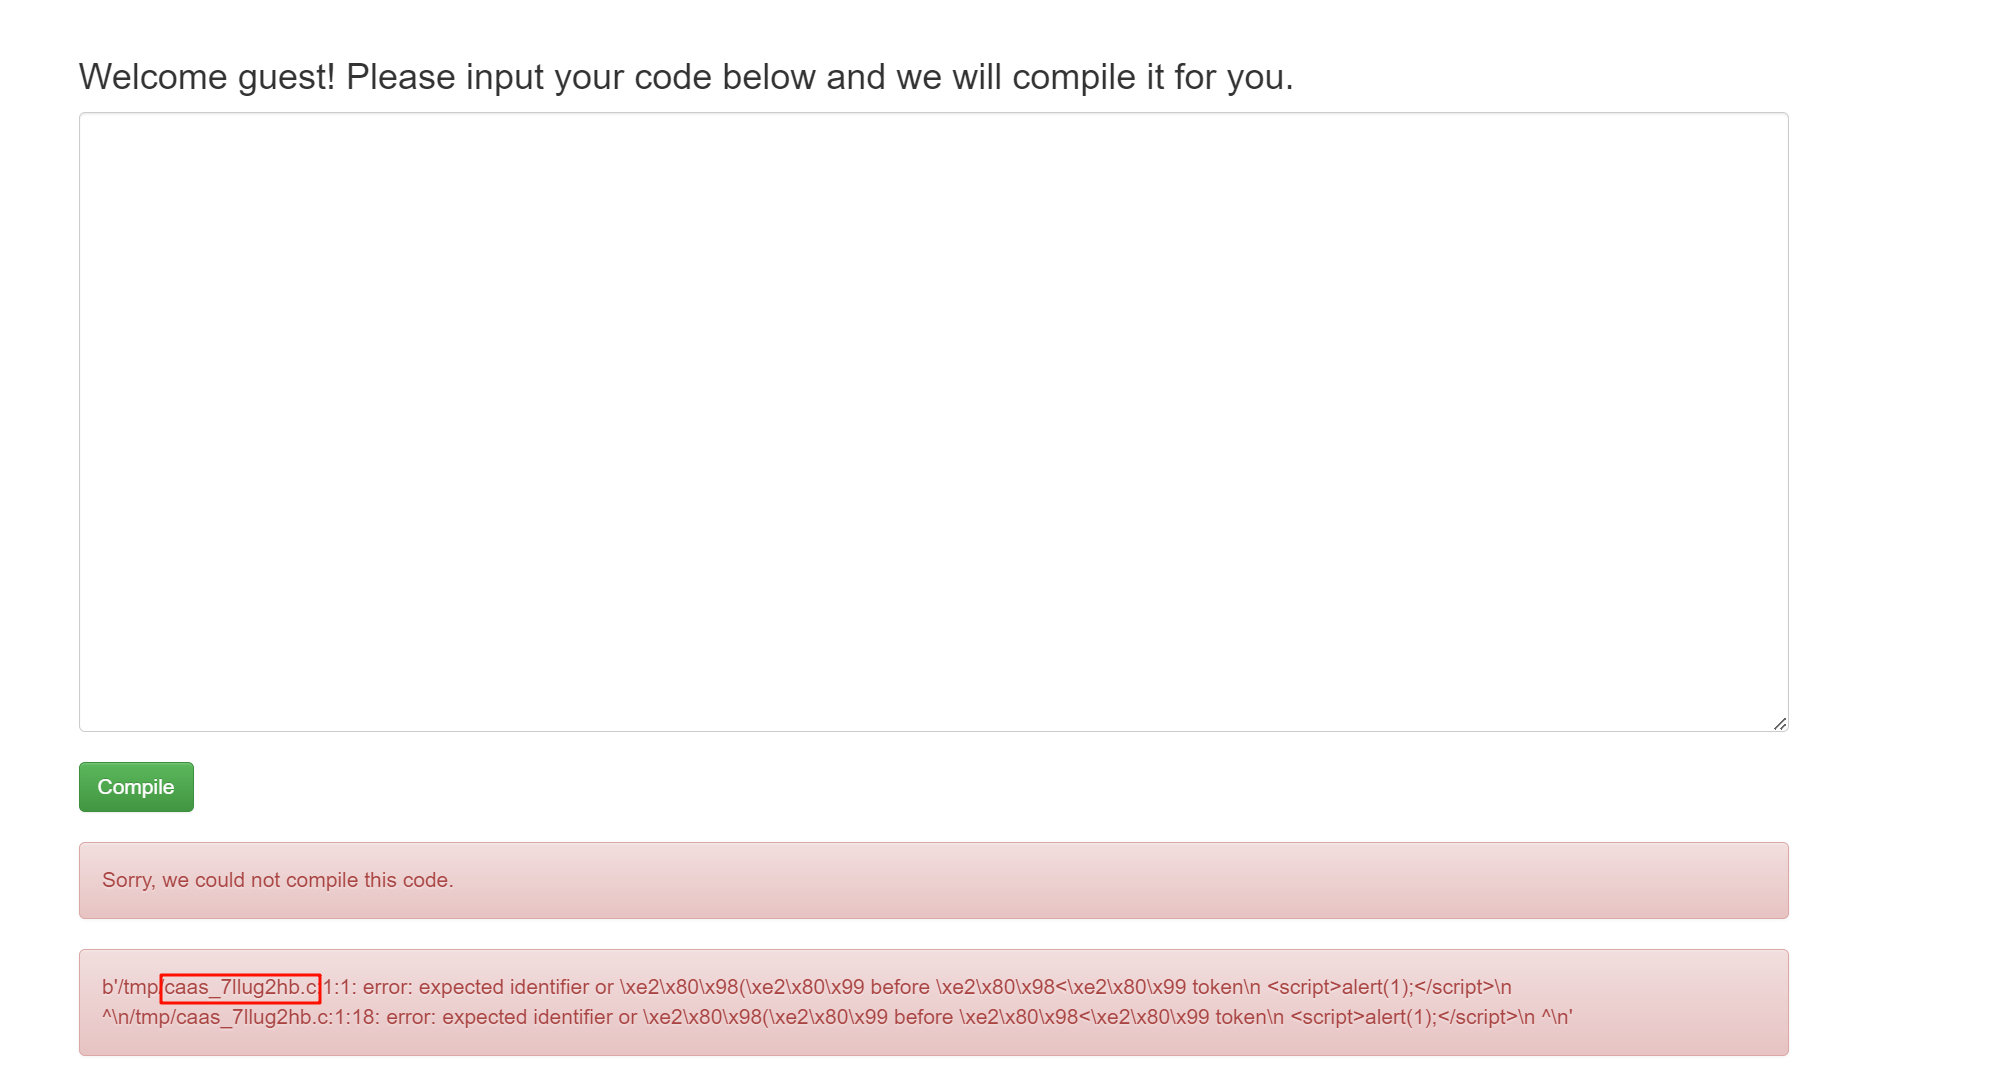 Welcome guest! Please input your code below and we will compile it for you.
Compile
Sorry, we could not compile this code.
b'/tmp/caas_7llug2hb.c:1:1: error: expected identifier or \xe2\x80\x98(\xe2\x80\x99 before \xe2\x80\x98<\xe2\x80\x99 token\n <script>alert(1);</script>\n
^\n/tmp/caas_7llug2hb.c:1:18: error: expected identifier or \xe2\x80\x98(\xe2\x80\x99 before \xe2\x80\x98<\xe2\x80\x99 token\n <script>alert(1);</script>\n ^\n'